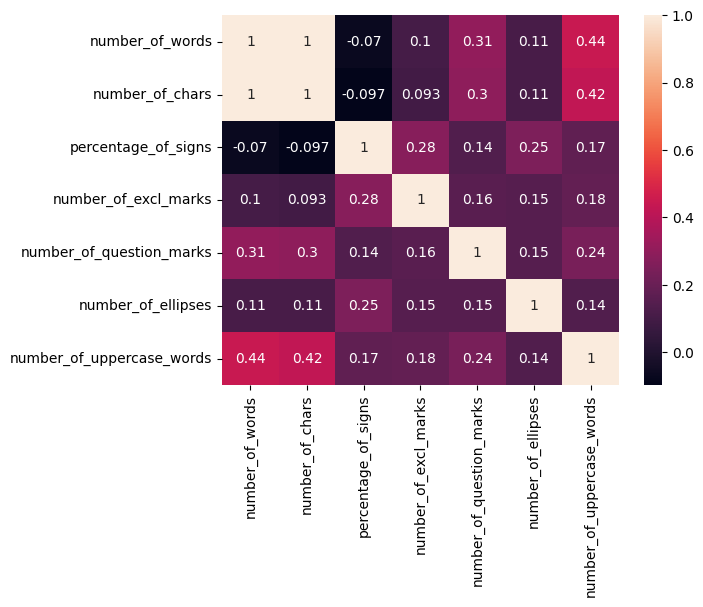 number_of_words 1 1 -0.07 0.1 0.31 0.11 0.44
number_of_chars 1 1 -0.097 0.093 0.3 0.11 0.42
percentage_of_signs -0.07 -0.097 1 0.28 0.14 0.25 0.17
number_of_excl_marks 0.1 0.093 0.28 1 0.16 0.15 0.18
number_of_question_marks 0.31 0.3 0.14 0.16 1 0.15 0.24
number_of_ellipses 0.11 0.11 0.25 0.15 0.15 1 0.14
number_of_uppercase_words 0.44 0.42 0.17 0.18 0.24 0.14 1
number_of_words
number_of_chars
percentage_of_signs
number_of_excl_marks
number_of_question_marks
number_of_ellipses
number_of_uppercase_words
1.0
0.8
0.6
0.4
0.2
0.0